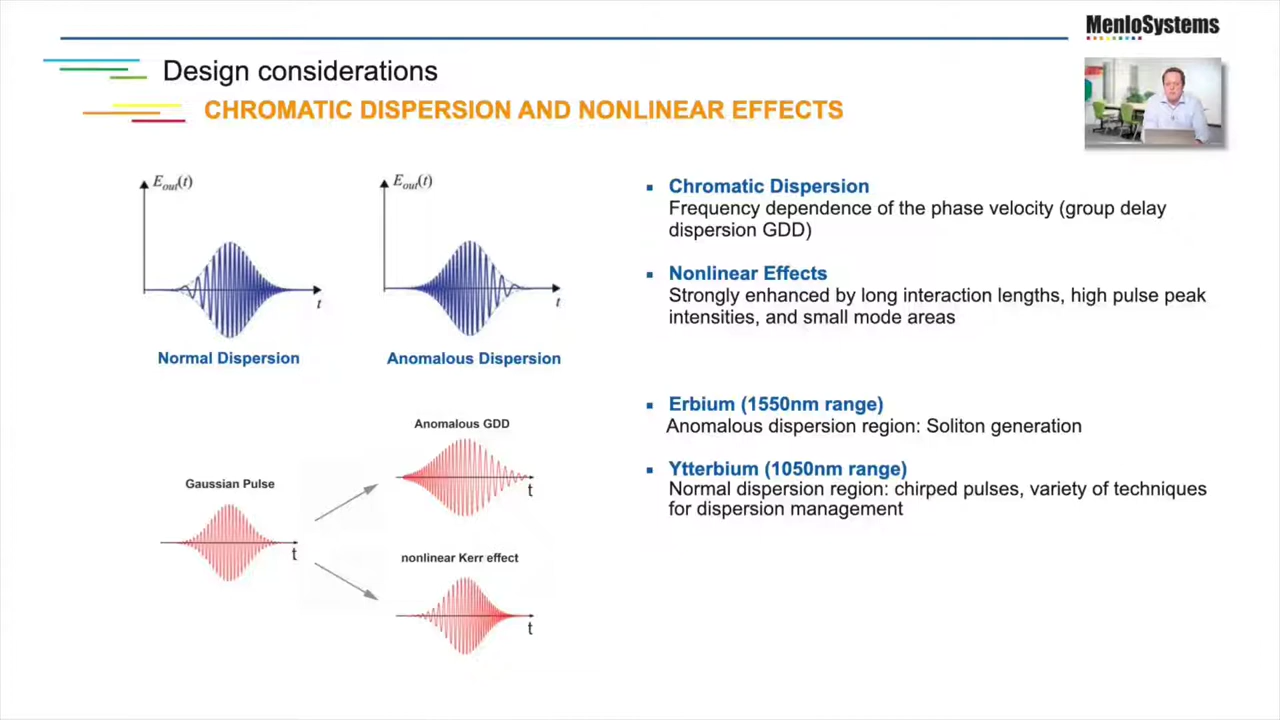 MenloSystems
Design considerations
CHROMATIC DISPERSION AND NONLINEAR EFFECTS
E_out(t)
t
Normal Dispersion
E_out(t)
t
Anomalous Dispersion
Gaussian Pulse
t
Anomalous GDD
t
nonlinear Kerr effect
t
▪ Chromatic Dispersion
Frequency dependence of the phase velocity (group delay
dispersion GDD)
▪ Nonlinear Effects
Strongly enhanced by long interaction lengths, high pulse peak
intensities, and small mode areas
▪ Erbium (1550nm range)
Anomalous dispersion region: Soliton generation
▪ Ytterbium (1050nm range)
Normal dispersion region: chirped pulses, variety of techniques
for dispersion management